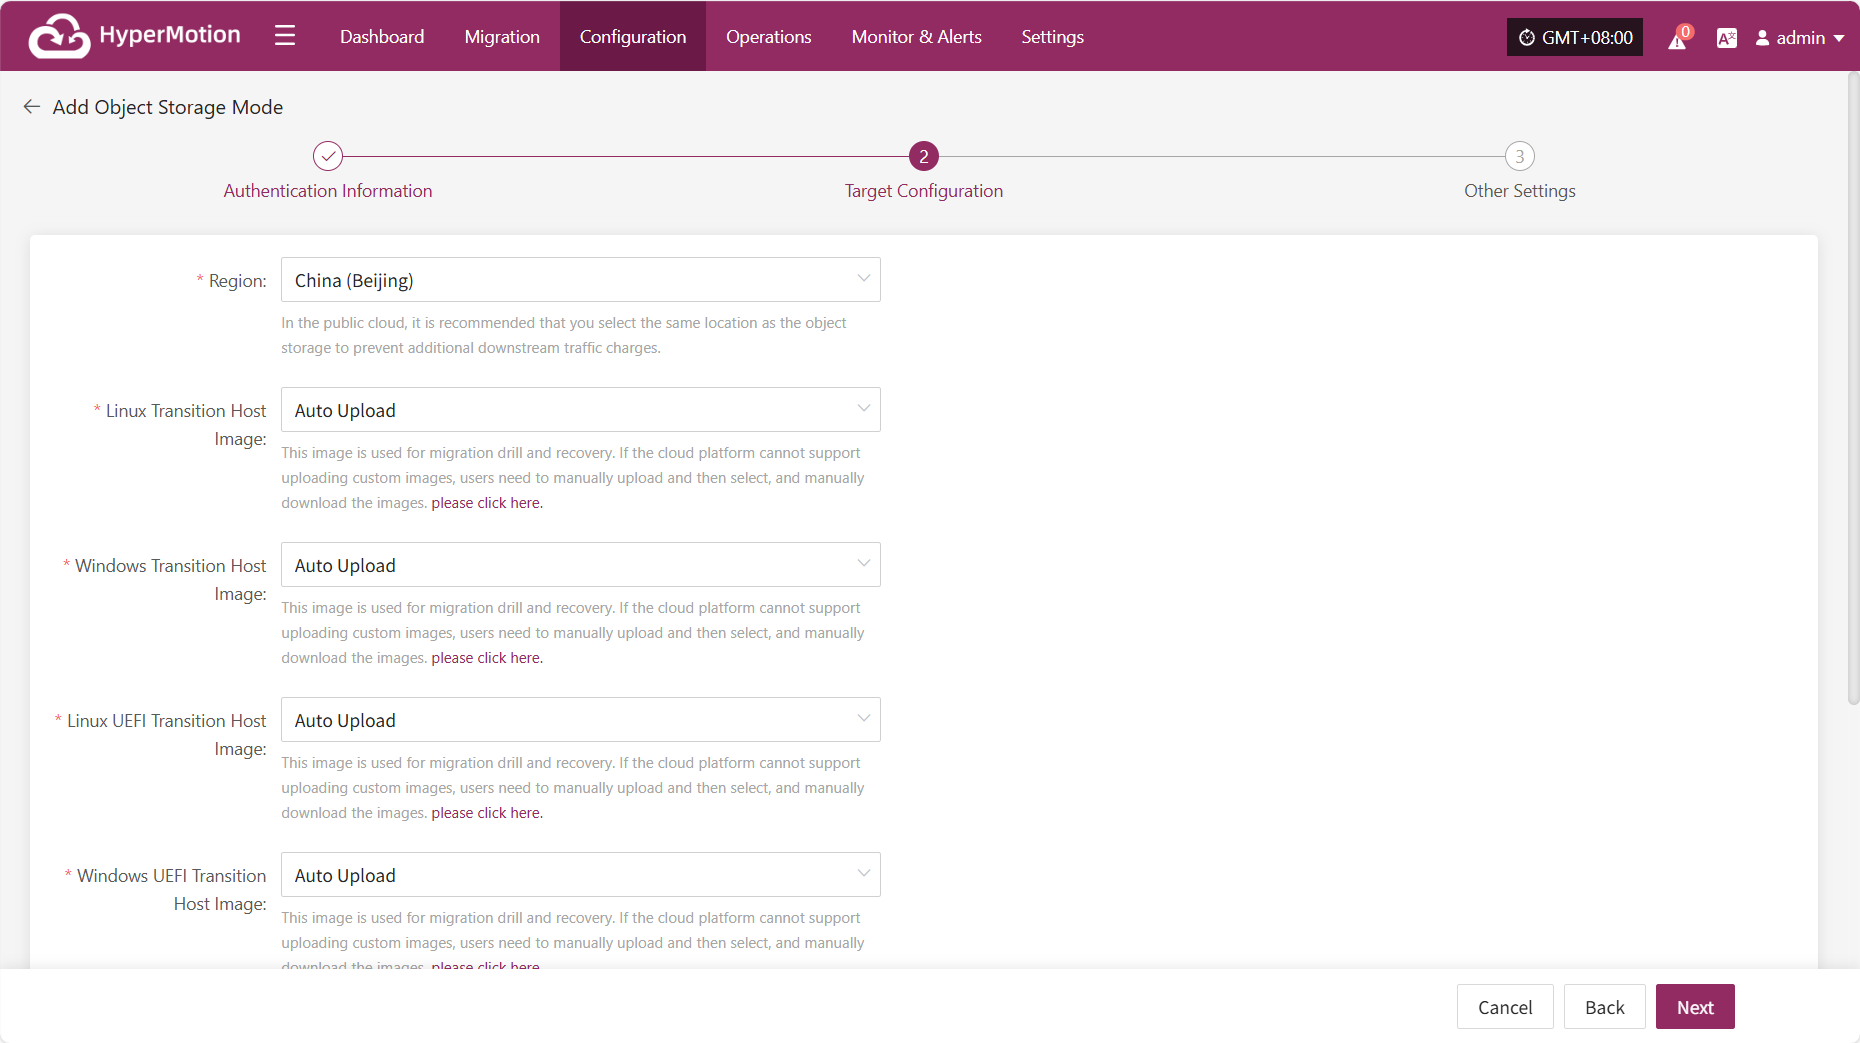 HyperMotion Dashboard Migration Configuration Operations Monitor & Alerts Settings GMT+08:00 0 admin
Add Object Storage Mode
2 3
Authentication Information Target Configuration Other Settings
* Region: China (Beijing)
In the public cloud, it is recommended that you select the same location as the object
storage to prevent additional downstream traffic charges.
* Linux Transition Host Image: Auto Upload
This image is used for migration drill and recovery. If the cloud platform cannot support
uploading custom images, users need to manually upload and then select, and manually
download the images. please click here.
* Windows Transition Host Image: Auto Upload
This image is used for migration drill and recovery. If the cloud platform cannot support
uploading custom images, users need to manually upload and then select, and manually
download the images. please click here.
* Linux UEFI Transition Host Image: Auto Upload
This image is used for migration drill and recovery. If the cloud platform cannot support
uploading custom images, users need to manually upload and then select, and manually
download the images. please click here.
* Windows UEFI Transition Host Image: Auto Upload
This image is used for migration drill and recovery. If the cloud platform cannot support
uploading custom images, users need to manually upload and then select, and manually
download the images. please click here.
Cancel Back Next